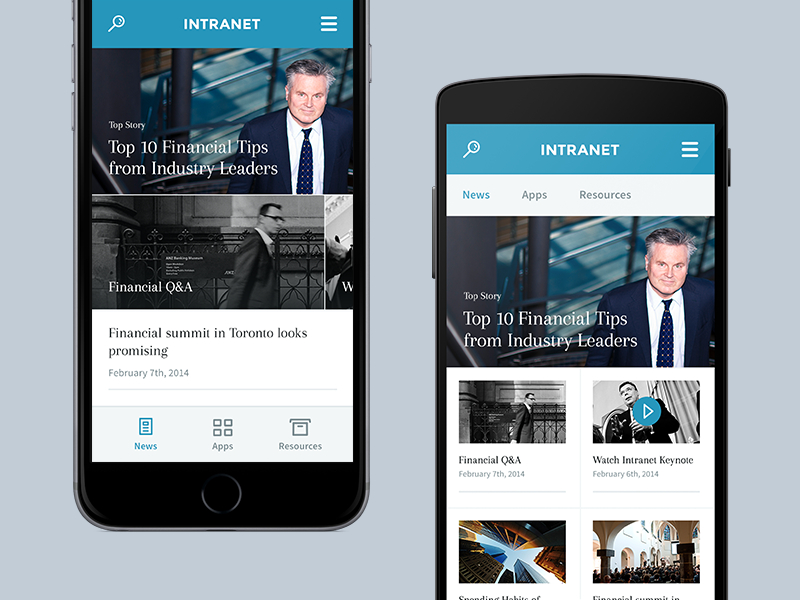 INTRANET
Top Story
Top 10 Financial Tips
from Industry Leaders
Financial Q&A
W
Financial summit in Toronto looks
promising
February 7th, 2014
News
Apps
Resources
INTRANET
News
Apps
Resources
Top Story
Top 10 Financial Tips
from Industry Leaders
Financial Q&A
February 7th, 2014
Watch Intranet Keynote
February 6th, 2014
Spending Habits of
Financial summit in